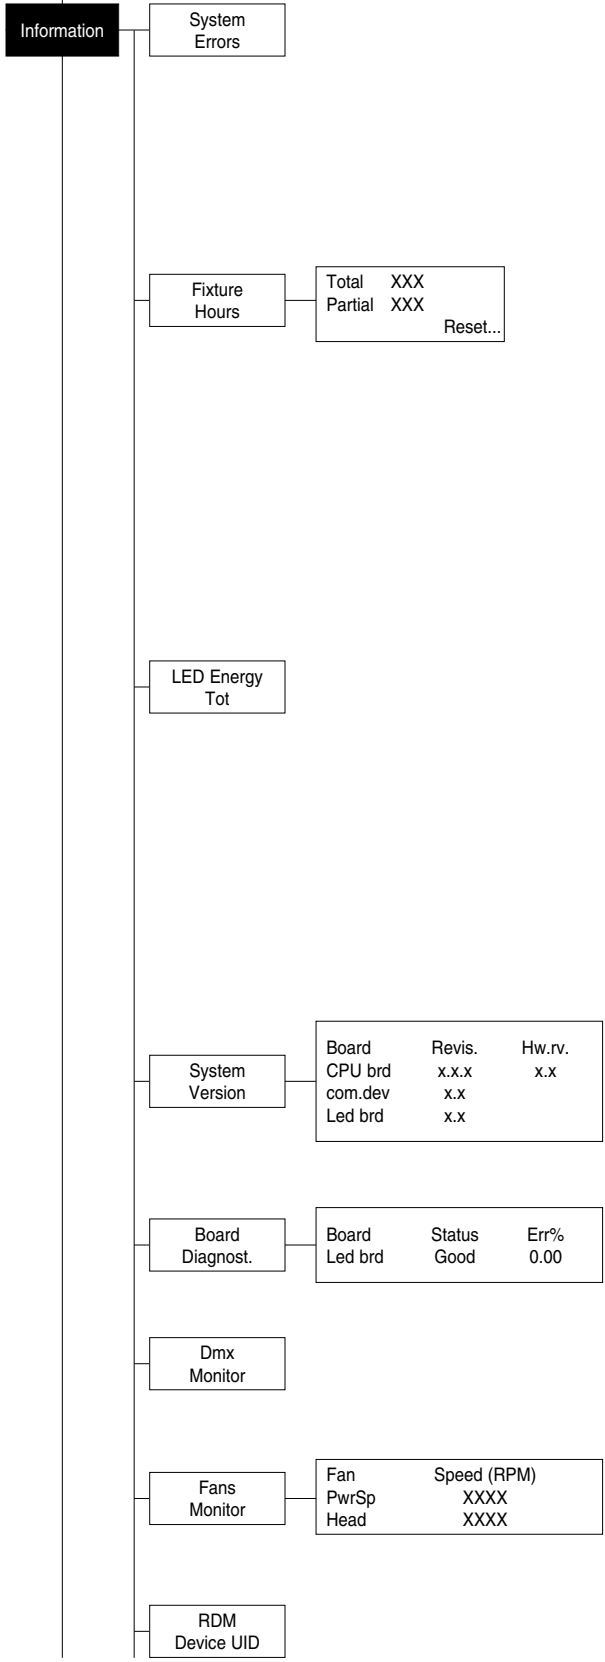 Information
System
Errors
Fixture
Hours
Total XXX
Partial XXX
Reset...
LED Energy
Tot
System
Version
Board Revis. Hw.rv.
CPU brd x.x.x x.x
com.dev x.x
Led brd x.x
Board
Diagnost.
Board Status Err%
Led brd Good 0.00
Dmx
Monitor
Fans
Monitor
Fan Speed (RPM)
PwrSp XXXX
Head XXXX
RDM
Device UID